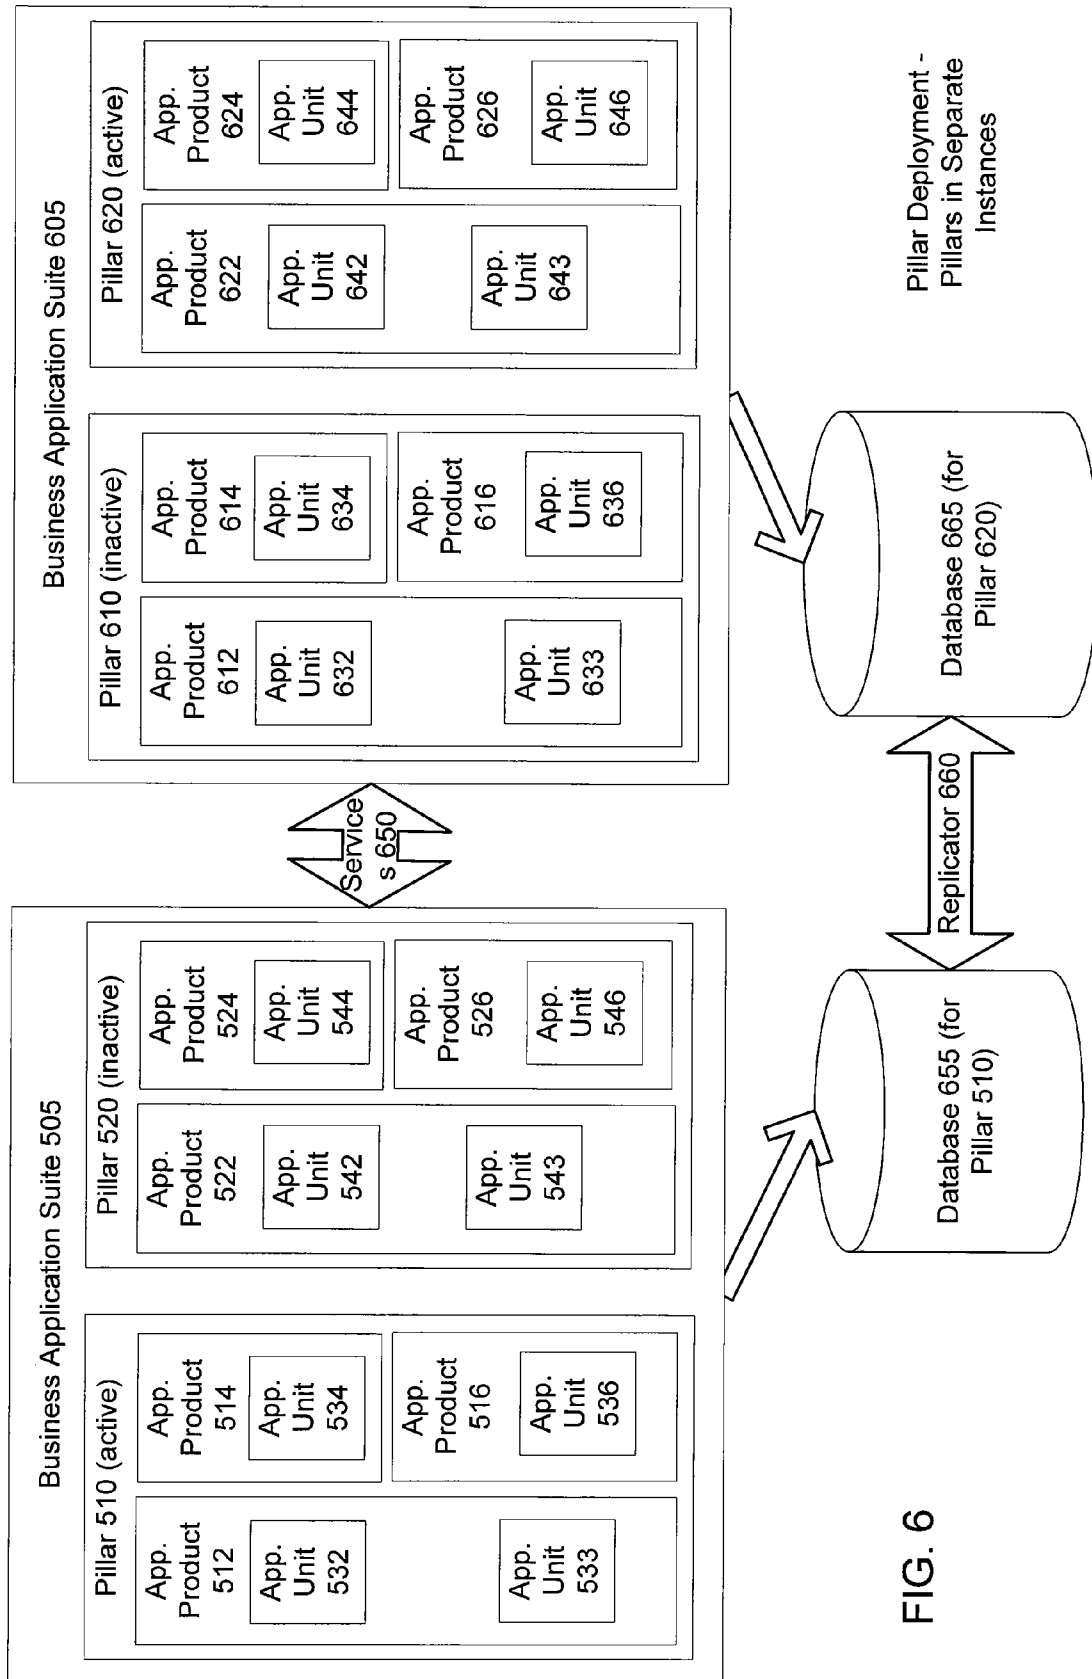 Business Application Suite 505
Pillar 510 (active)
App.
Product
512
App.
Unit
532
App.
Unit
533
App.
Product
514
App.
Unit
534
App.
Product
516
App.
Unit
536
Pillar 520 (inactive)
App.
Product
522
App.
Unit
542
App.
Unit
543
App.
Product
524
App.
Unit
544
App.
Product
526
App.
Unit
546
Service
s 650
Business Application Suite 605
Pillar 610 (inactive)
App.
Product
612
App.
Unit
632
App.
Unit
633
App.
Product
614
App.
Unit
634
App.
Product
616
App.
Unit
636
Pillar 620 (active)
App.
Product
622
App.
Unit
642
App.
Unit
643
App.
Product
624
App.
Unit
644
App.
Product
626
App.
Unit
646
Database 655 (for
Pillar 510)
Replicator 660
Database 665 (for
Pillar 620)
Pillar Deployment -
Pillars in Separate
Instances
FIG. 6